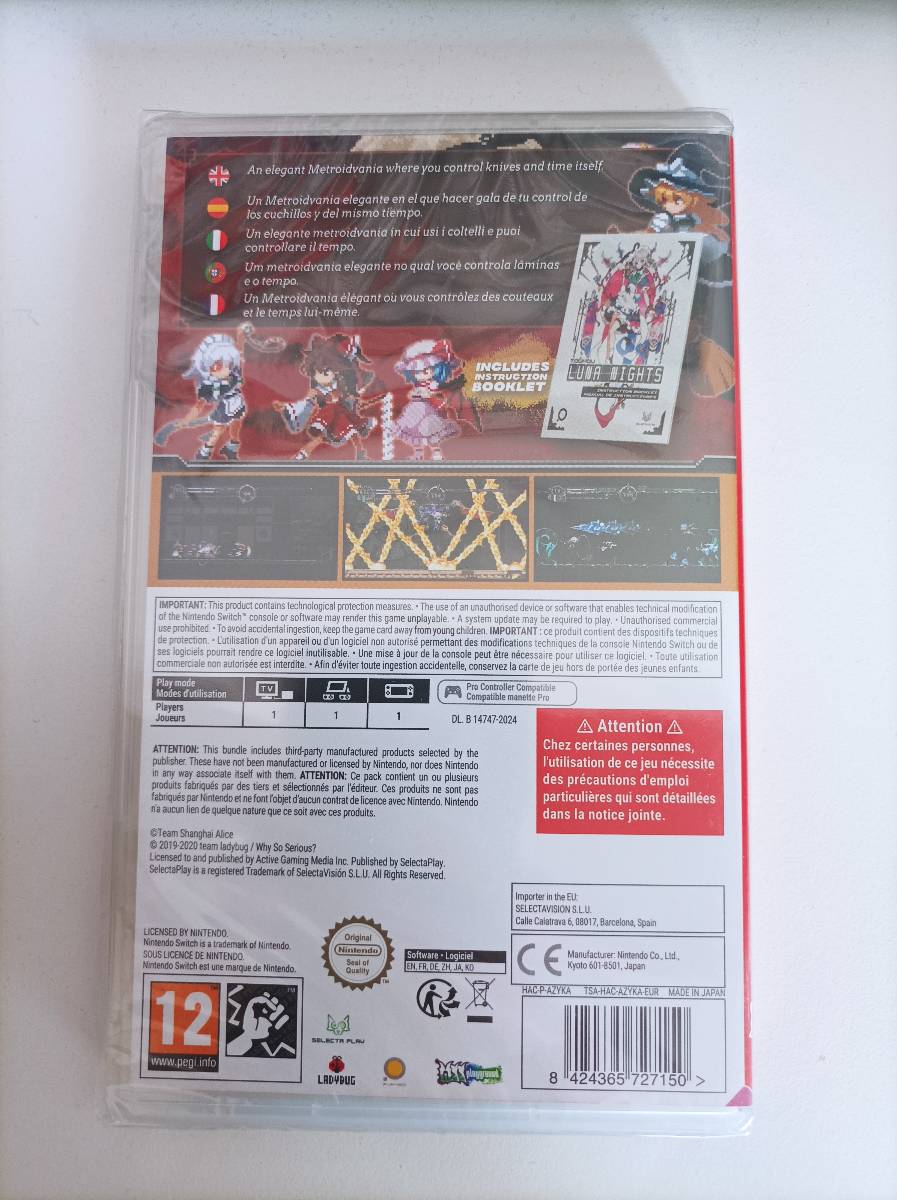 An elegant Metroidvania where you control knives and time itself.
Un Metroidvania elegante en el que hacer gala de tu control de
los cuchillos y del mismo tiempo.
Un elegante metroidvania in cui usi i coltelli e puoi
controllare il tempo.
Um metroidvania elegante no qual você controla lâminas
e o tempo.
Un Metroidvania élégant où vous contrôlez des couteaux
et le temps lui-même.
INCLUDES
INSTRUCTION
BOOKLET
TOUHOU
LUNA NIGHTS
INSTRUCTION BOOKLET
MANUAL DE INSTRUCCIONES
IMPORTANT: This product contains technological protection measures. • The use of an unauthorised device or software that enables technical modification
of the Nintendo Switch™ console or software may render this game unplayable. • A system update may be required to play. • Unauthorised commercial
use prohibited. • To avoid accidental ingestion, keep the game card away from young children. IMPORTANT : ce produit contient des dispositifs techniques
de protection. • L'utilisation d'un appareil ou d'un logiciel non autorisé permettant des modifications techniques de la console Nintendo Switch ou de
ses logiciels pourrait rendre ce logiciel inutilisable. • Une mise à jour de la console peut être nécessaire pour utiliser ce logiciel. • Toute utilisation
commerciale non autorisée est interdite. • Afin d'éviter toute ingestion accidentelle, conservez la carte de jeu hors de portée des jeunes enfants.
Play mode
Modes d'utilisation
TV
Pro Controller Compatible
Compatible manette Pro
Players
Joueurs
1 1 1
DL. B 14747-2024
Attention
Chez certaines personnes,
l'utilisation de ce jeu nécessite
des précautions d'emploi
particulières qui sont détaillées
dans la notice jointe.
ATTENTION: This bundle includes third-party manufactured products selected by the
publisher. These have not been manufactured or licensed by Nintendo, nor does Nintendo
in any way associate itself with them. ATTENTION: Ce pack contient un ou plusieurs
produits fabriqués par des tiers et sélectionnés par l'éditeur. Ces produits ne sont pas
fabriqués par Nintendo et ne font l'objet d'aucun contrat de licence avec Nintendo. Nintendo
n'a aucun lien de quelque nature que ce soit avec ces produits.
©Team Shanghai Alice
© 2019-2020 team ladybug / Why So Serious?
Licensed to and published by Active Gaming Media Inc. Published by SelectaPlay.
SelectaPlay is a registered Trademark of SelectaVisión S.L.U. All Rights Reserved.
Importer in the EU:
SELECTAVISION S.L.U.
Calle Calatrava 6, 08017, Barcelona, Spain
LICENSED BY NINTENDO.
Nintendo Switch is a trademark of Nintendo.
SOUS LICENCE DE NINTENDO.
Nintendo Switch est une marque de Nintendo.
Original
Nintendo
Seal of
Quality
TM
Software • Logiciel
EN, FR, DE, ZH, JA, KO
CE
Manufacturer: Nintendo Co., Ltd.,
Kyoto 601-8501, Japan
HAC-P-AZYKA TSA-HAC-AZYKA-EUR MADE IN JAPAN
12
www.pegi.info
SELECTA PLAY
LADYBUG
playground
8 424365 727150 >